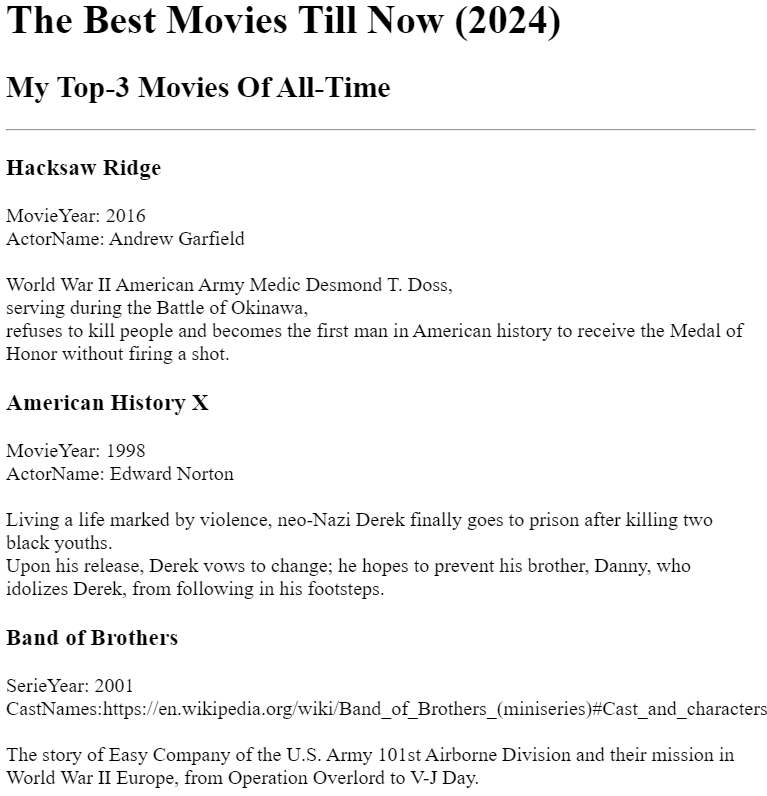 The Best Movies Till Now (2024)
My Top-3 Movies Of All-Time
Hacksaw Ridge
MovieYear: 2016
ActorName: Andrew Garfield
World War II American Army Medic Desmond T. Doss,
serving during the Battle of Okinawa,
refuses to kill people and becomes the first man in American history to receive the Medal of
Honor without firing a shot.
American History X
MovieYear: 1998
ActorName: Edward Norton
Living a life marked by violence, neo-Nazi Derek finally goes to prison after killing two
black youths.
Upon his release, Derek vows to change; he hopes to prevent his brother, Danny, who
idolizes Derek, from following in his footsteps.
Band of Brothers
SerieYear: 2001
CastNames:https://en.wikipedia.org/wiki/Band_of_Brothers_(miniseries)#Cast_and_characters
The story of Easy Company of the U.S. Army 101st Airborne Division and their mission in
World War II Europe, from Operation Overlord to V-J Day.